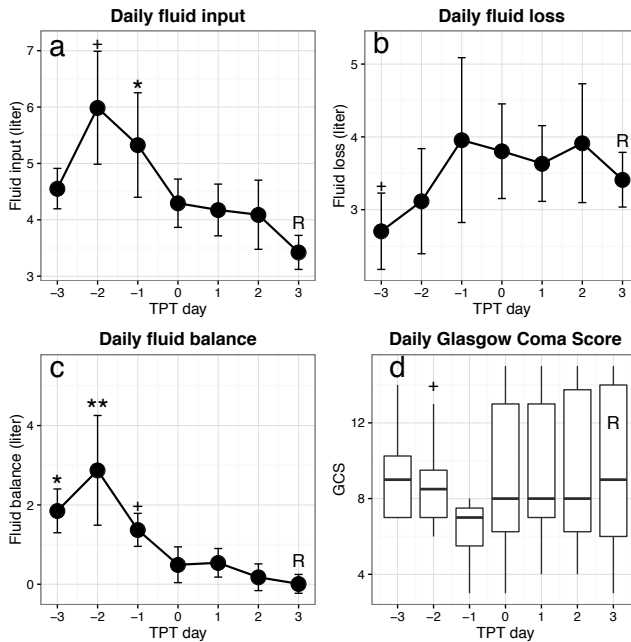 Daily fluid input
a
+
*
R
7
6
5
4
3
Fluid input (liter)
−3 −2 −1 0 1 2 3
TPT day
Daily fluid loss
b
+
R
5
4
3
Fluid loss (liter)
−3 −2 −1 0 1 2 3
TPT day
Daily fluid balance
c
*
**
+
R
4
2
0
Fluid balance (liter)
−3 −2 −1 0 1 2 3
TPT day
Daily Glasgow Coma Score
d
+
R
12
8
4
GCS
−3 −2 −1 0 1 2 3
TPT day